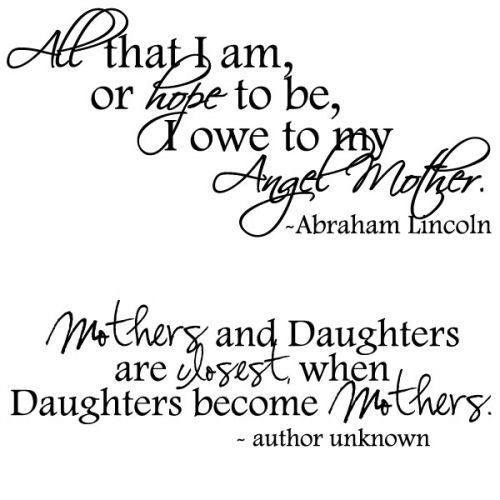 All that I am,
or hope to be,
I owe to my
Angel Mother.
~Abraham Lincoln
Mothers and Daughters
are closest, when
Daughters become Mothers.
- author unknown